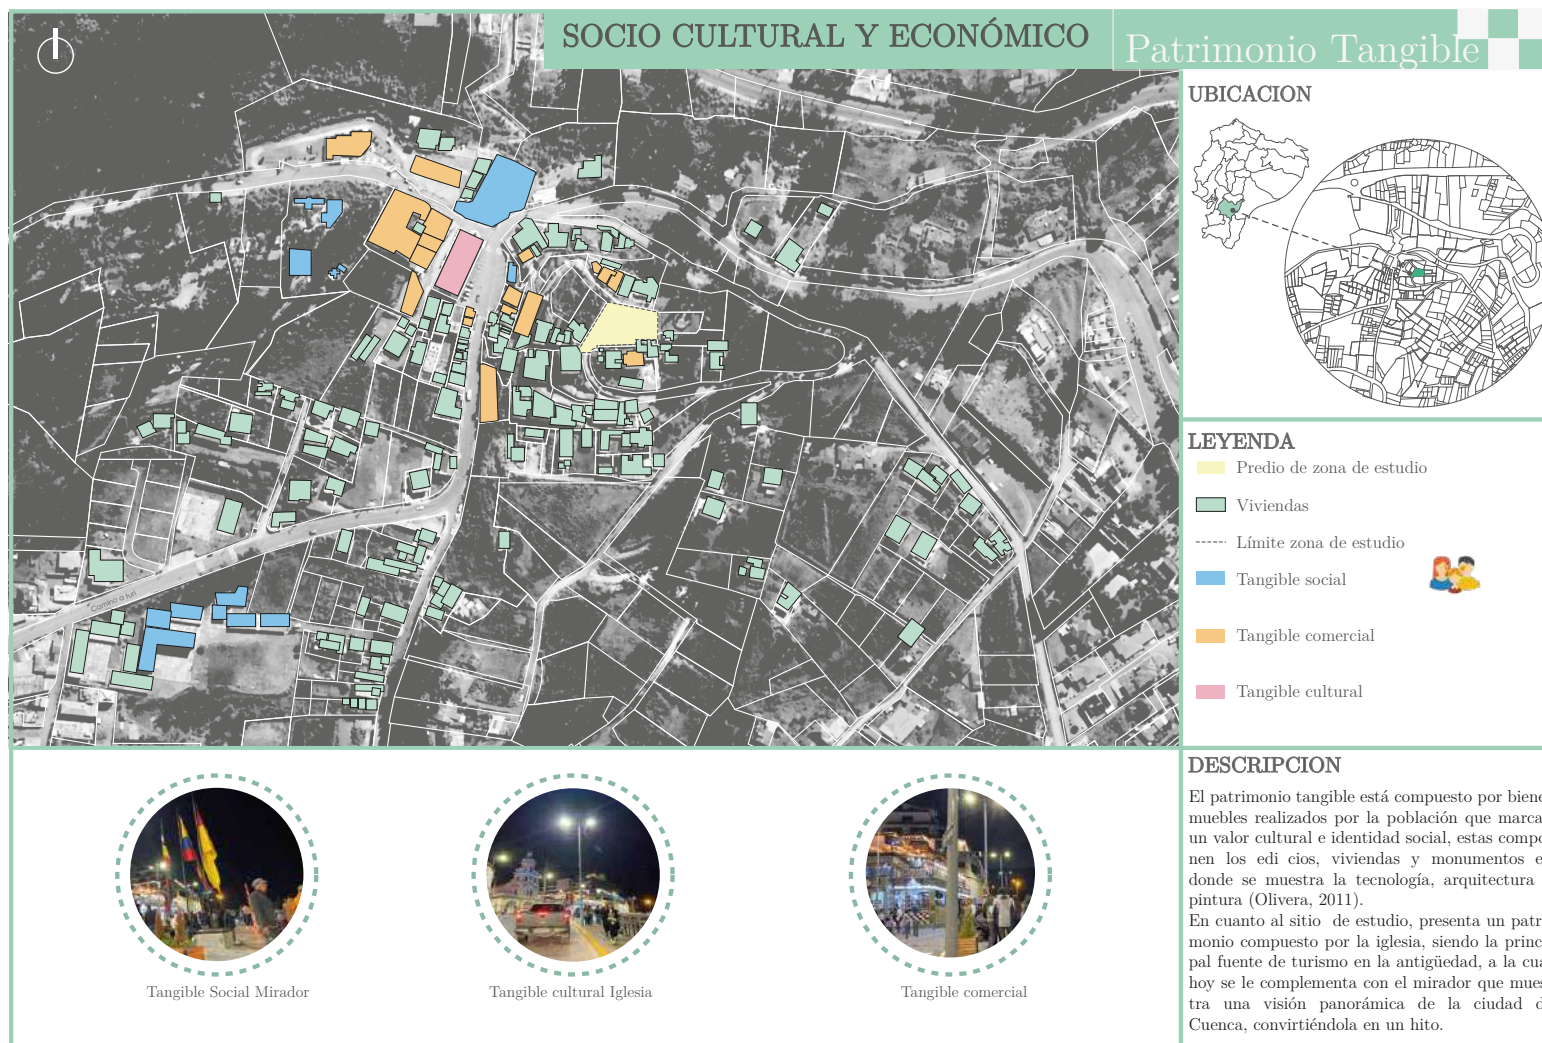 SOCIO CULTURAL Y ECONÓMICO
Patrimonio Tangible
UBICACION
LEYENDA
Predio de zona de estudio
Viviendas
Límite zona de estudio
Tangible social
Tangible comercial
Tangible cultural
Camino a turi
Tangible Social Mirador
Tangible cultural Iglesia
Tangible comercial
DESCRIPCION
El patrimonio tangible está compuesto por biene
muebles realizados por la población que marca
un valor cultural e identidad social, estas compo
nen los edi cios, viviendas y monumentos e
donde se muestra la tecnología, arquitectura
pintura (Olivera, 2011).
En cuanto al sitio de estudio, presenta un patr
monio compuesto por la iglesia, siendo la princ
pal fuente de turismo en la antigüedad, a la cua
hoy se le complementa con el mirador que mues
tra una visión panorámica de la ciudad d
Cuenca, convirtiéndola en un hito.